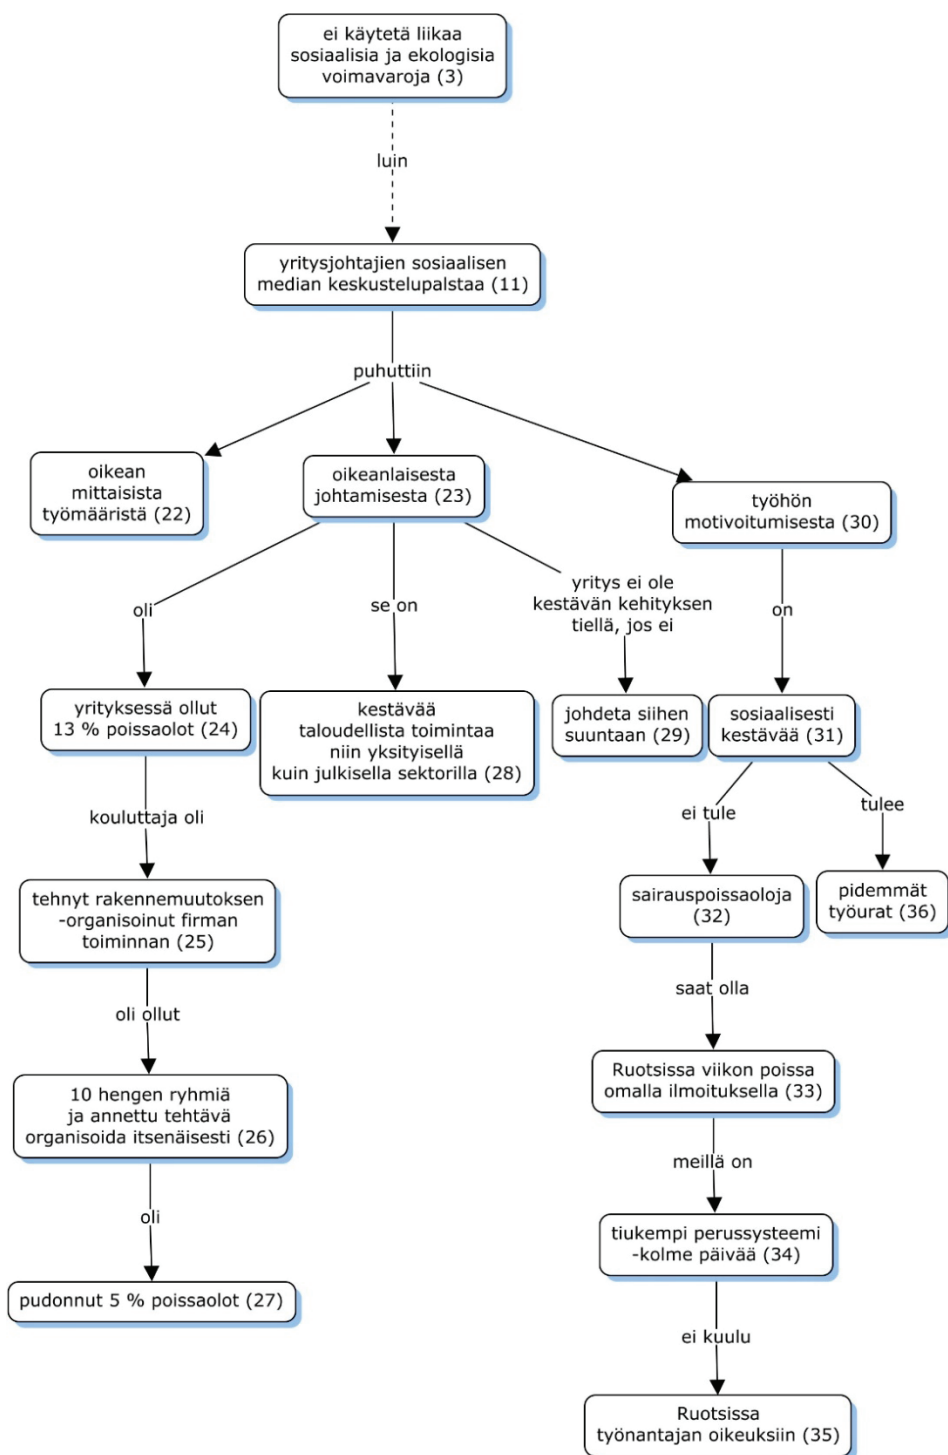 ei käytetä liikaa
sosiaalisia ja ekologisia
voimavaroja (3)
luin
yritysjohtajien sosiaalisen
median keskustelupalstaa (11)
puhuttiin
oikean
mittaisista
työmääristä (22)
oikeanlaisesta
johtamisesta (23)
työhön
motivoitumisesta (30)
oli
se on
yritys ei ole
kestävän kehityksen
tiellä, jos ei
on
yrityksessä ollut
13 % poissaolot (24)
kestävää
taloudellista toimintaa
niin yksityisellä
kuin julkisella sektorilla (28)
johdeta siihen
suuntaan (29)
sosiaalisesti
kestävää (31)
kouluttaja oli
ei tule
tulee
tehnyt rakennemuutoksen
-organisoinut firman
toiminnan (25)
sairauspoissaoloja
(32)
pidemmät
työurat (36)
oli ollut
saat olla
10 hengen ryhmiä
ja annettu tehtävä
organisoida itsenäisesti (26)
Ruotsissa viikon poissa
omalla ilmoituksella (33)
meillä on
oli
tiukempi perussysteemi
-kolme päivää (34)
pudonnut 5 % poissaolot (27)
ei kuulu
Ruotsissa
työnantajan oikeuksiin (35)